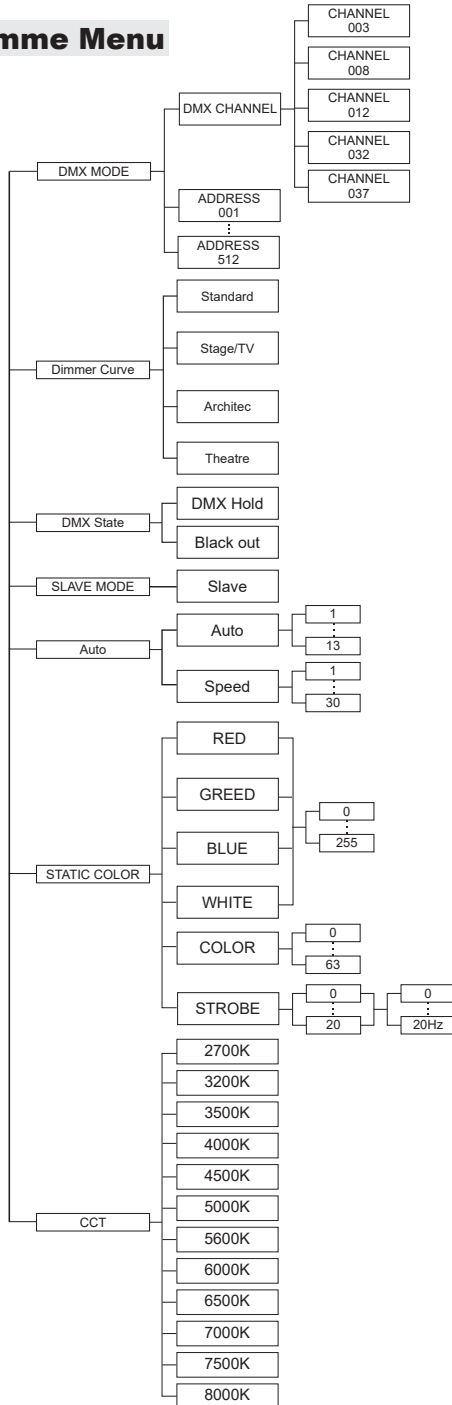 mme Menu
DMX MODE
DMX CHANNEL
CHANNEL
003
CHANNEL
008
CHANNEL
012
CHANNEL
032
CHANNEL
037
ADDRESS
001
ADDRESS
512
Dimmer Curve
Standard
Stage/TV
Architec
Theatre
DMX State
DMX Hold
Black out
SLAVE MODE
Slave
Auto
Auto
1
13
Speed
1
30
STATIC COLOR
RED
GREED
BLUE
WHITE
0
255
COLOR
0
63
STROBE
0
20
0
20Hz
CCT
2700K
3200K
3500K
4000K
4500K
5000K
5600K
6000K
6500K
7000K
7500K
8000K